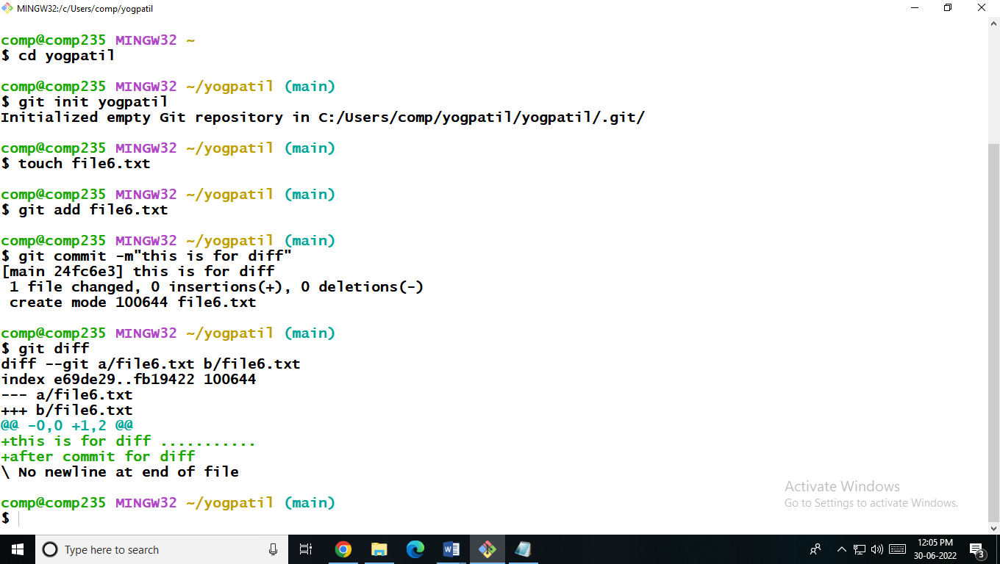 MINGW32:/c/Users/comp/yogpatil
comp@comp235 MINGW32 ~
$ cd yogpatil
comp@comp235 MINGW32 ~/yogpatil (main)
$ git init yogpatil
Initialized empty Git repository in C:/Users/comp/yogpatil/yogpatil/.git/
comp@comp235 MINGW32 ~/yogpatil (main)
$ touch file6.txt
comp@comp235 MINGW32 ~/yogpatil (main)
$ git add file6.txt
comp@comp235 MINGW32 ~/yogpatil (main)
$ git commit -m"this is for diff"
[main 24fc6e3] this is for diff
 1 file changed, 0 insertions(+), 0 deletions(-)
 create mode 100644 file6.txt
comp@comp235 MINGW32 ~/yogpatil (main)
$ git diff
diff --git a/file6.txt b/file6.txt
index e69de29..fb19422 100644
--- a/file6.txt
+++ b/file6.txt
@@ -0,0 +1,2 @@
+this is for diff ...........
+after commit for diff
\ No newline at end of file
comp@comp235 MINGW32 ~/yogpatil (main)
$
Activate Windows
Go to Settings to activate Windows.
Type here to search
12:05 PM
30-06-2022
3